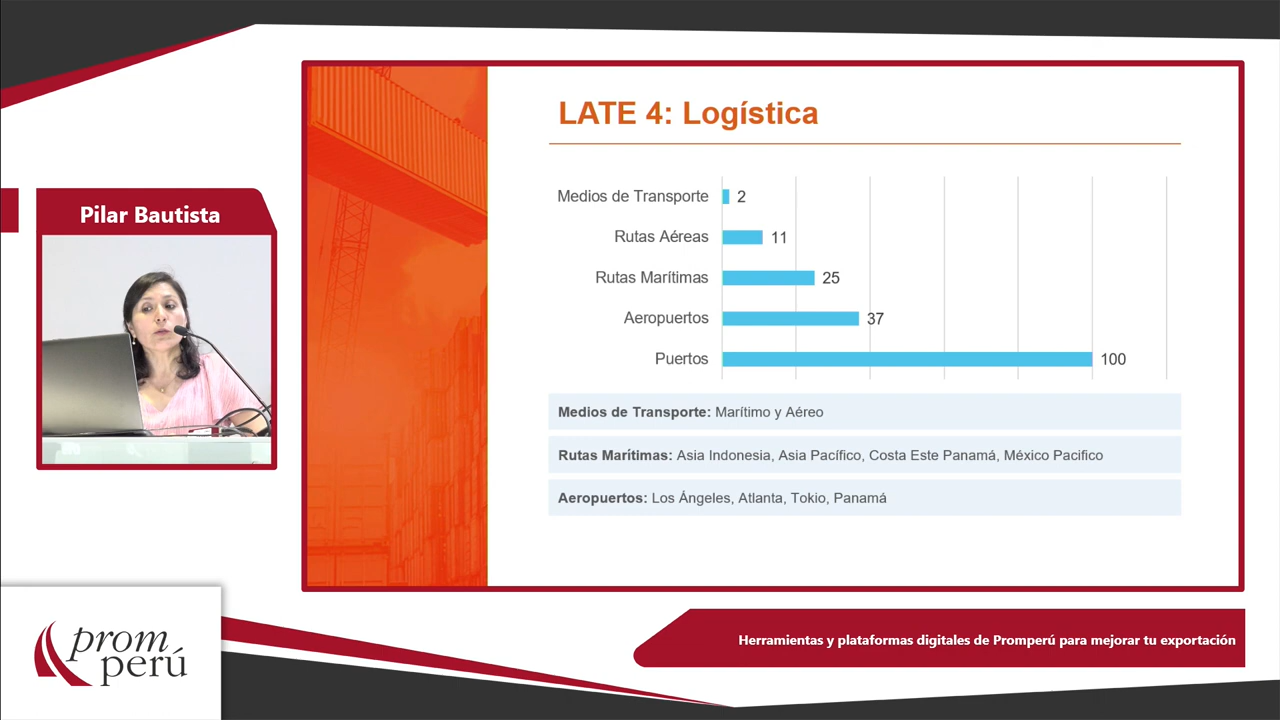 Pilar Bautista
LATE 4: Logística
Medios de Transporte 2
Rutas Aéreas 11
Rutas Marítimas 25
Aeropuertos 37
Puertos 100
Medios de Transporte: Marítimo y Aéreo
Rutas Marítimas: Asia Indonesia, Asia Pacífico, Costa Este Panamá, México Pacifico
Aeropuertos: Los Ángeles, Atlanta, Tokio, Panamá
prom
perú
Herramientas y plataformas digitales de Promperú para mejorar tu exportación